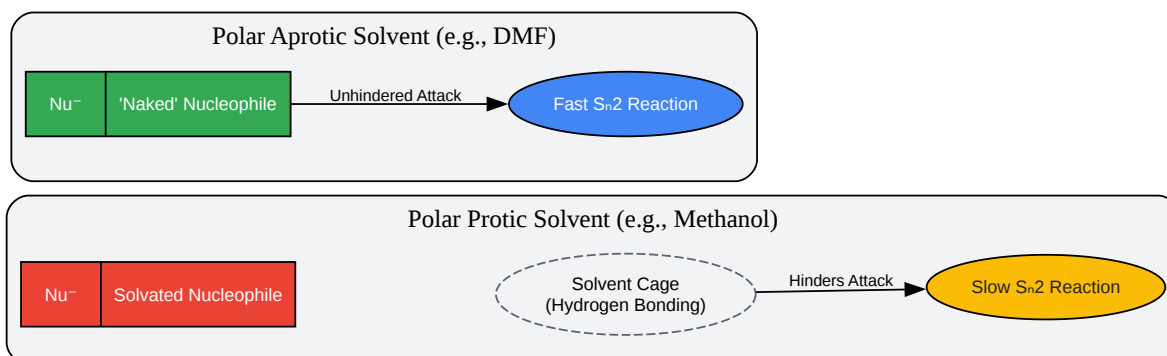 Polar Aprotic Solvent (e.g., DMF)
Nu⁻ 'Naked' Nucleophile Unhindered Attack Fast Sₙ2 Reaction
Polar Protic Solvent (e.g., Methanol)
Nu⁻ Solvated Nucleophile
Solvent Cage
(Hydrogen Bonding)
Hinders Attack
Slow Sₙ2 Reaction